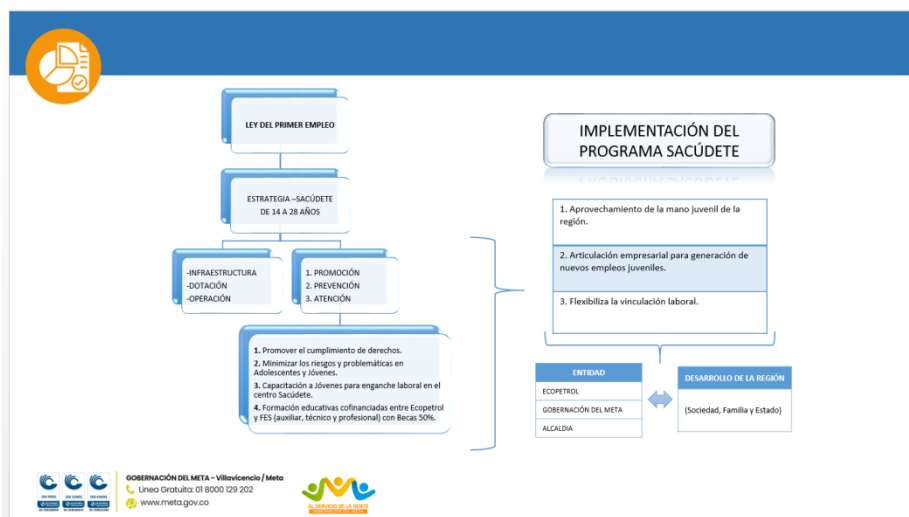 LEY DEL PRIMER EMPLEO
ESTRATEGIA –SACÚDETE
DE 14 A 28 AÑOS
-INFRAESTRUCTURA
-DOTACIÓN
-OPERACIÓN
1. PROMOCIÓN
2. PREVENCIÓN
3. ATENCIÓN
1. Promover el cumplimiento de derechos.
2. Minimizar los riesgos y problemáticas en
Adolescentes y Jóvenes.
3. Capacitación a Jóvenes para enganche laboral en el
centro Sacúdete.
4. Formación educativas cofinanciadas entre Ecopetrol
y FES (auxiliar, técnico y profesional) con Becas 50%.
IMPLEMENTACIÓN DEL
PROGRAMA SACÚDETE
1. Aprovechamiento de la mano juvenil de la
región.
2. Articulación empresarial para generación de
nuevos empleos juveniles.
3. Flexibiliza la vinculación laboral.
ENTIDAD
ECOPETROL
GOBERNACIÓN DEL META
ALCALDIA
DESARROLLO DE LA REGIÓN
(Sociedad, Familia y Estado)
GOBERNACIÓN DEL META - Villavicencio / Meta
Linea Gratuita: 01 8000 129 202
www.meta.gov.co
AL SERVICIO DE LA GENTE
GOBERNACIÓN DEL META